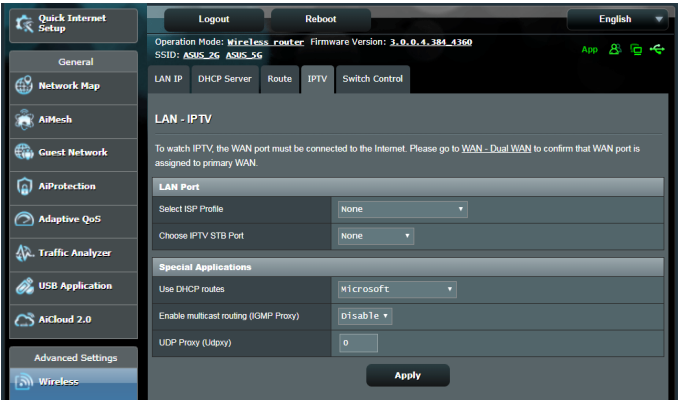 Quick Internet
Setup
Logout
Reboot
English
Operation Mode: Wireless router Firmware Version: 3.0.0.4.384_4360
SSID: ASUS_2G ASUS_5G
App
General
Network Map
AiMesh
Guest Network
AiProtection
Adaptive QoS
Traffic Analyzer
USB Application
AiCloud 2.0
Advanced Settings
Wireless
LAN IP
DHCP Server
Route
IPTV
Switch Control
LAN - IPTV
To watch IPTV, the WAN port must be connected to the Internet. Please go to WAN - Dual WAN to confirm that WAN port is
assigned to primary WAN.
LAN Port
Select ISP Profile
None
Choose IPTV STB Port
None
Special Applications
Use DHCP routes
Microsoft
Enable multicast routing (IGMP Proxy)
Disable
UDP Proxy (Udpxy)
0
Apply